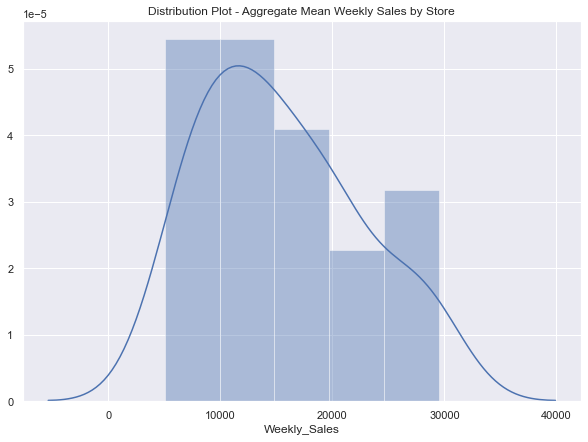 Distribution Plot - Aggregate Mean Weekly Sales by Store
1e−5
5
4
3
2
1
0
0 10000 20000 30000 40000
Weekly_Sales